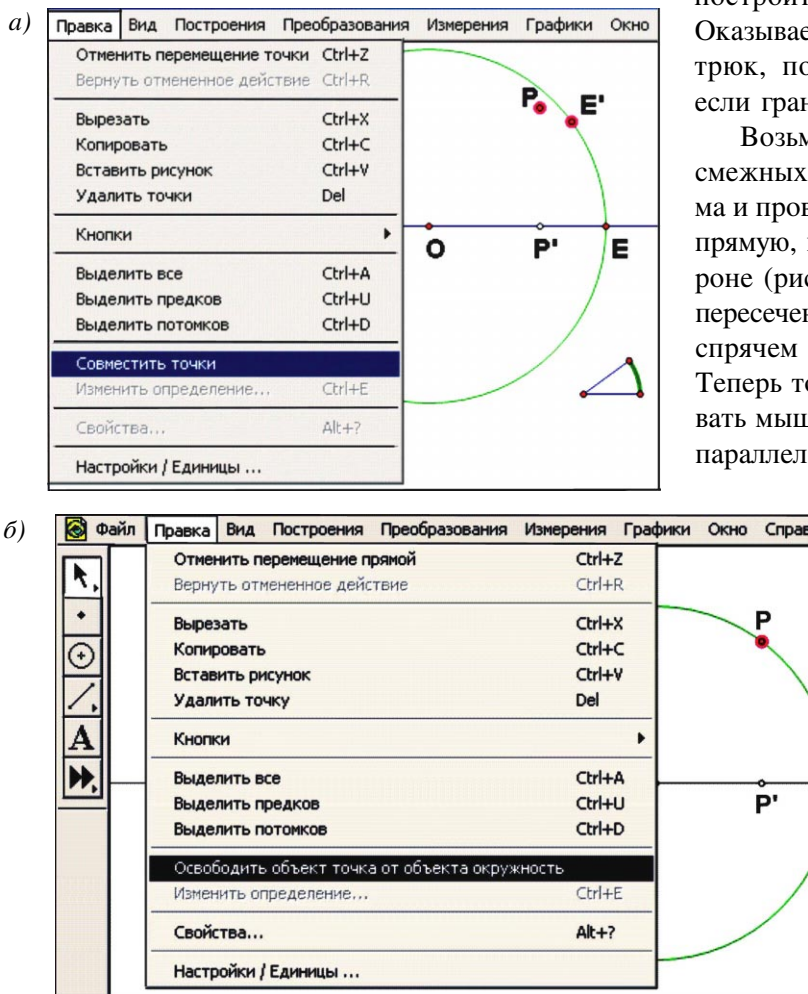 а)
Правка Вид Построения Преобразования Измерения Графики Окно
Отменить перемещение точки Ctrl+Z
Вернуть отмененное действие Ctrl+R
Вырезать Ctrl+X
Копировать Ctrl+C
Вставить рисунок Ctrl+V
Удалить точки Del
Кнопки
Выделить все Ctrl+A
Выделить предков Ctrl+U
Выделить потомков Ctrl+D
Совместить точки
Изменить определение... Ctrl+E
Свойства... Alt+?
Настройки / Единицы ...
P E'
O P' E
построит
Оказывае
трюк, по
если гран
Возьм
смежных
ма и пров
прямую,
роне (рис
пересечен
спрячем
Теперь то
вать мыш
параллел
б)
Файл Правка Вид Построения Преобразования Измерения Графики Окно Справ
Отменить перемещение прямой Ctrl+Z
Вернуть отмененное действие Ctrl+R
Вырезать Ctrl+X
Копировать Ctrl+C
Вставить рисунок Ctrl+V
Удалить точку Del
Кнопки
Выделить все Ctrl+A
Выделить предков Ctrl+U
Выделить потомков Ctrl+D
Освободить объект точка от объекта окружность
Изменить определение... Ctrl+E
Свойства... Alt+?
Настройки / Единицы ...
A
P
P'